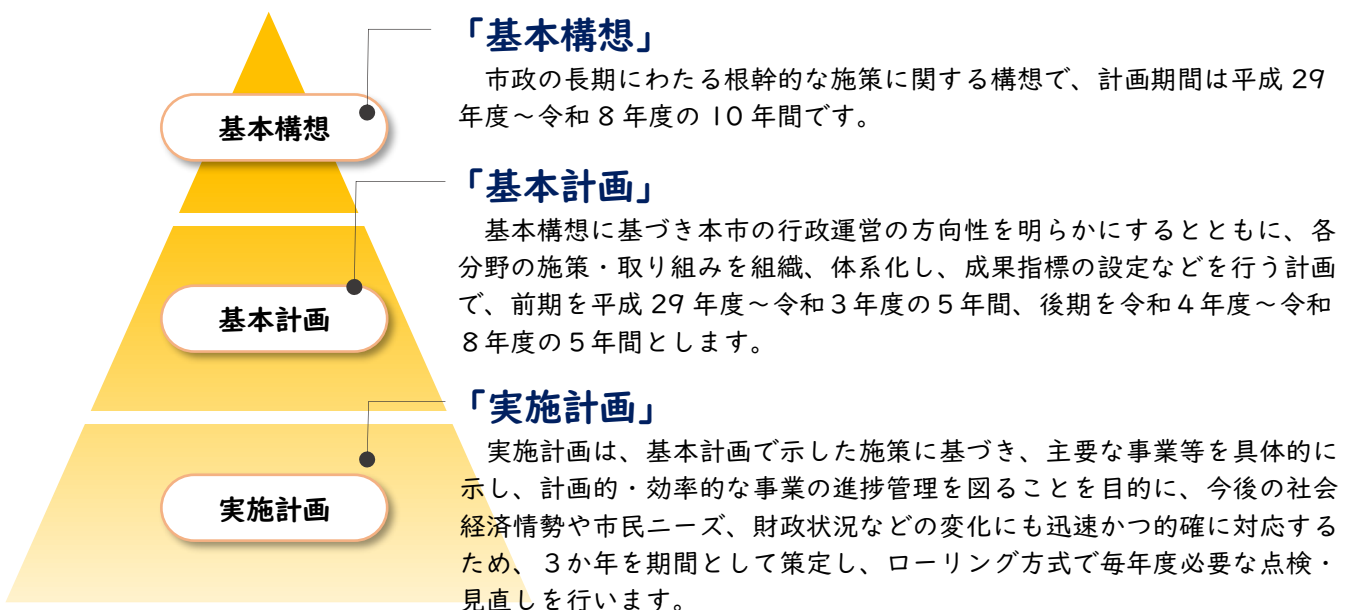 「基本構想」
市政の長期にわたる根幹的な施策に関する構想で、計画期間は平成 29
年度～令和 8 年度の 10 年間です。
基本構想
「基本計画」
基本構想に基づき本市の行政運営の方向性を明らかにするとともに、各
分野の施策・取り組みを組織、体系化し、成果指標の設定などを行う計画
で、前期を平成 29 年度～令和３年度の５年間、後期を令和４年度～令和
８年度の５年間とします。
基本計画
「実施計画」
実施計画は、基本計画で示した施策に基づき、主要な事業等を具体的に
示し、計画的・効率的な事業の進捗管理を図ることを目的に、今後の社会
経済情勢や市民ニーズ、財政状況などの変化にも迅速かつ的確に対応する
ため、３か年を期間として策定し、ローリング方式で毎年度必要な点検・
見直しを行います。
実施計画